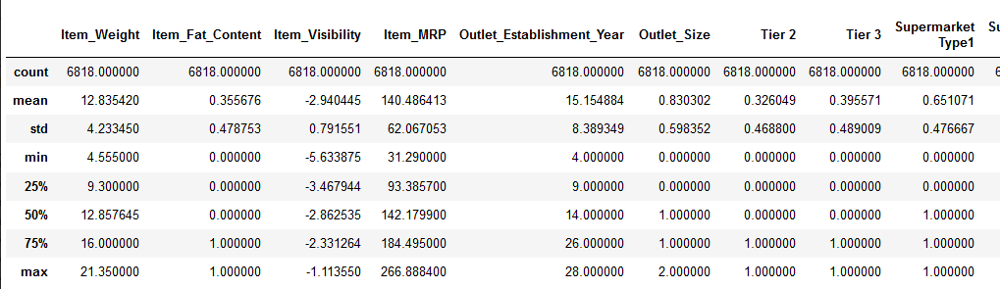 Item_Weight Item_Fat_Content Item_Visibility Item_MRP Outlet_Establishment_Year Outlet_Size Tier 2 Tier 3 Supermarket Type1 Su
count 6818.000000 6818.000000 6818.000000 6818.000000 6818.000000 6818.000000 6818.000000 6818.000000 6818.000000 6
mean 12.835420 0.355676 -2.940445 140.486413 15.154884 0.830302 0.326049 0.395571 0.651071
std 4.233450 0.478753 0.791551 62.067053 8.389349 0.598352 0.468800 0.489009 0.476667
min 4.555000 0.000000 -5.633875 31.290000 4.000000 0.000000 0.000000 0.000000 0.000000
25% 9.300000 0.000000 -3.467944 93.385700 9.000000 0.000000 0.000000 0.000000 0.000000
50% 12.857645 0.000000 -2.862535 142.179900 14.000000 1.000000 0.000000 0.000000 1.000000
75% 16.000000 1.000000 -2.331264 184.495000 26.000000 1.000000 1.000000 1.000000 1.000000
max 21.350000 1.000000 -1.113550 266.888400 28.000000 2.000000 1.000000 1.000000 1.000000